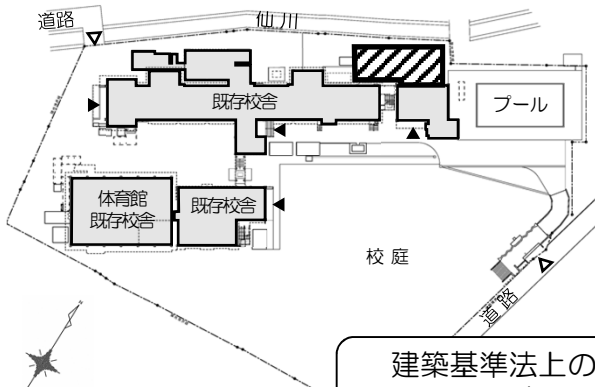 道路
仙川
既存校舎
プール
体育館
既存校舎
既存校舎
校庭
道路
建築基準法上の